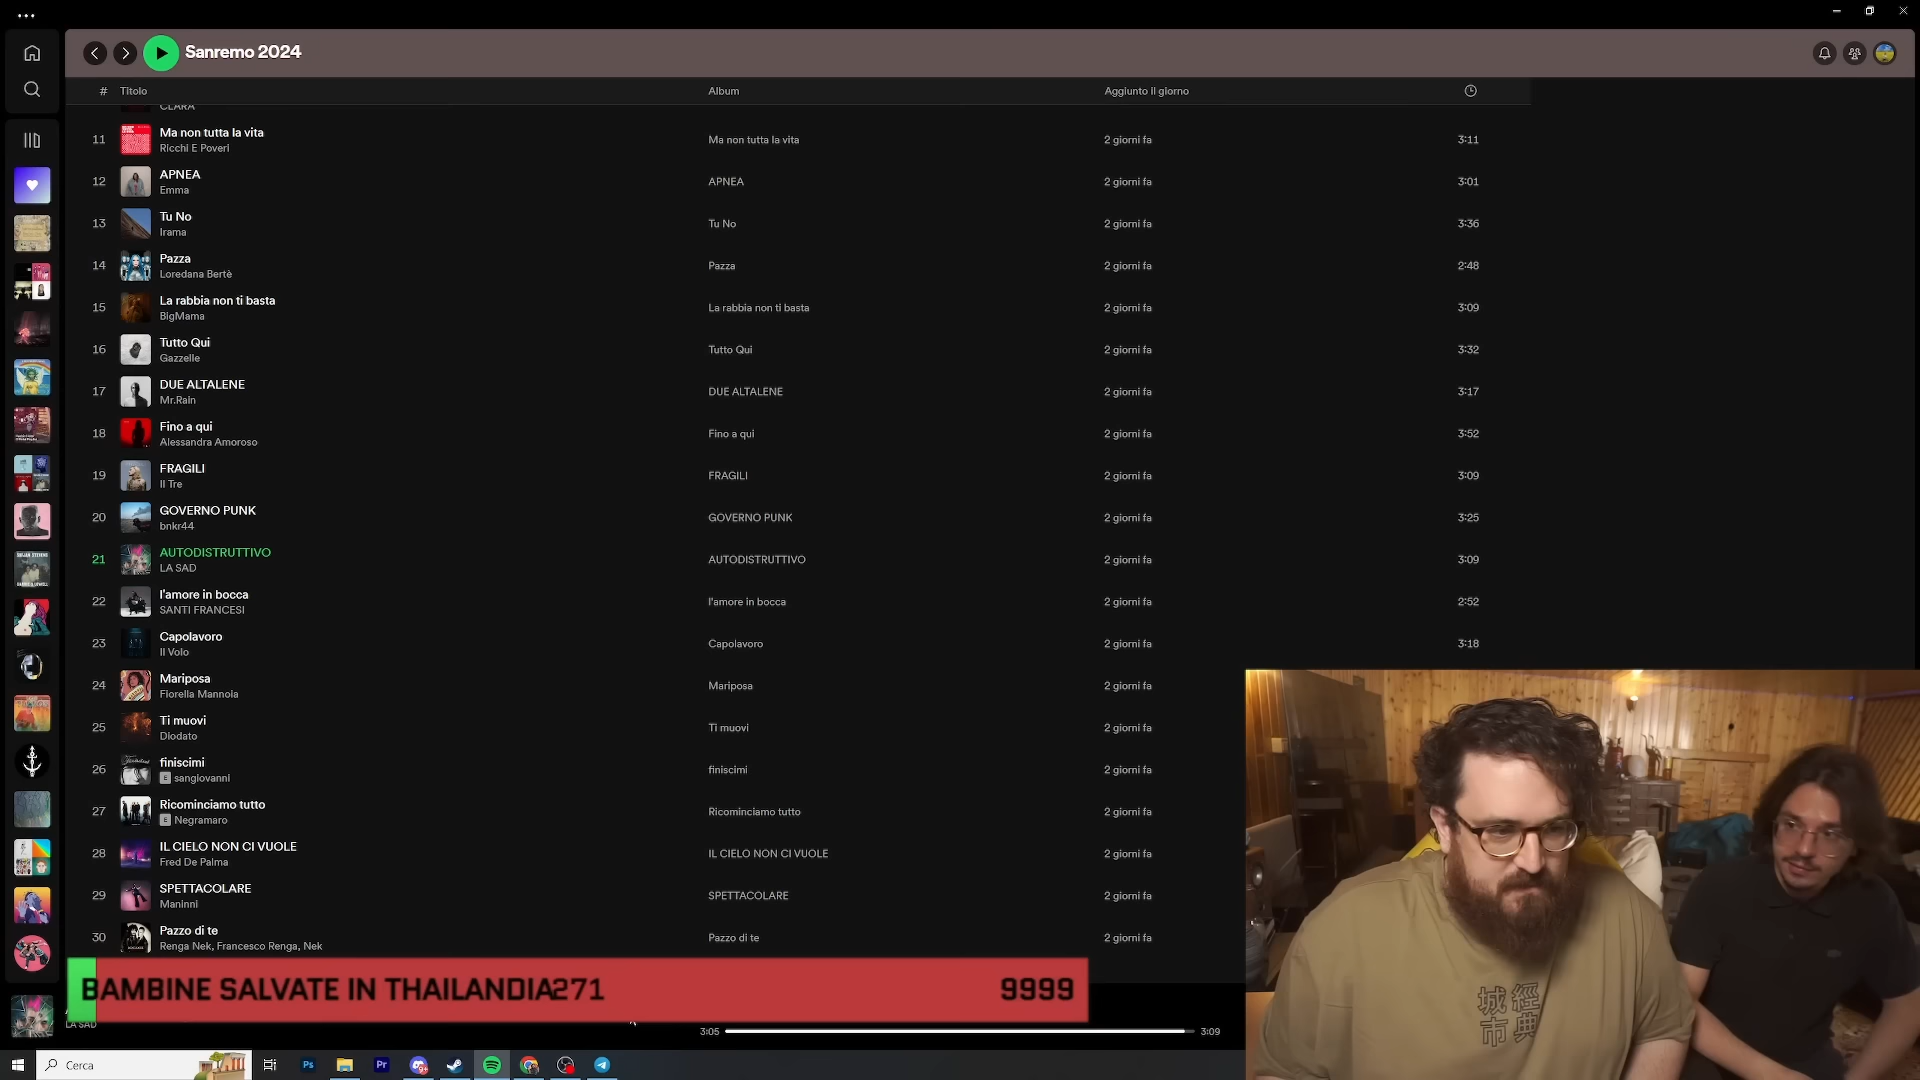 Sanremo 2024
# Titolo Album Aggiunto il giorno
CLARA
11 Ma non tutta la vita Ma non tutta la vita 2 giorni fa 3:11
Ricchi E Poveri
12 APNEA APNEA 2 giorni fa 3:01
Emma
13 Tu No Tu No 2 giorni fa 3:36
Irama
14 Pazza Pazza 2 giorni fa 2:48
Loredana Bertè
15 La rabbia non ti basta La rabbia non ti basta 2 giorni fa 3:09
BigMama
16 Tutto Qui Tutto Qui 2 giorni fa 3:32
Gazzelle
17 DUE ALTALENE DUE ALTALENE 2 giorni fa 3:17
Mr.Rain
18 Fino a qui Fino a qui 2 giorni fa 3:52
Alessandra Amoroso
19 FRAGILI FRAGILI 2 giorni fa 3:09
Il Tre
20 GOVERNO PUNK GOVERNO PUNK 2 giorni fa 3:25
bnkr44
21 AUTODISTRUTTIVO AUTODISTRUTTIVO 2 giorni fa 3:09
LA SAD
22 l'amore in bocca l'amore in bocca 2 giorni fa 2:52
SANTI FRANCESI
23 Capolavoro Capolavoro 2 giorni fa 3:18
Il Volo
24 Mariposa Mariposa 2 giorni fa
Fiorella Mannoia
25 Ti muovi Ti muovi 2 giorni fa
Diodato
26 finiscimi finiscimi 2 giorni fa
E sangiovanni
27 Ricominciamo tutto Ricominciamo tutto 2 giorni fa
E Negramaro
28 IL CIELO NON CI VUOLE IL CIELO NON CI VUOLE 2 giorni fa
Fred De Palma
29 SPETTACOLARE SPETTACOLARE 2 giorni fa
Maninni
30 Pazzo di te Pazzo di te 2 giorni fa
Renga Nek, Francesco Renga, Nek
BAMBINE SALVATE IN THAILANDIA271 9999
LA SAD
3:05 3:09
城 經
市 典
Cerca Ps Pr 9+